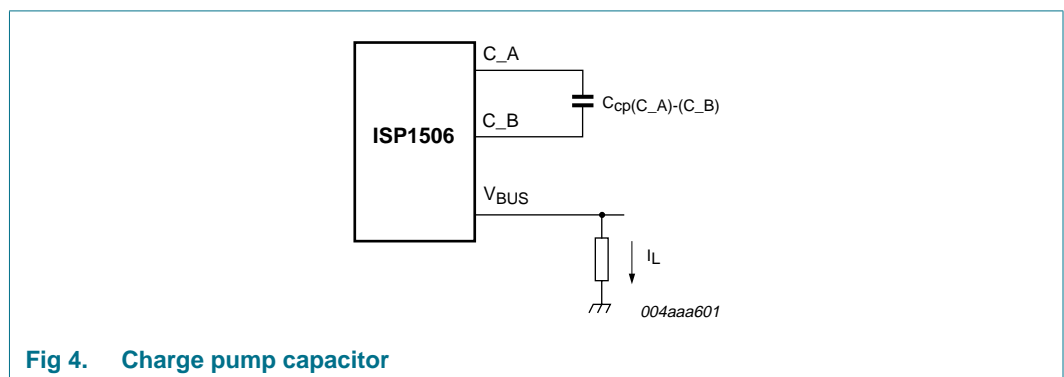 C_A
Ccp(C_A)-(C_B)
C_B
ISP1506
VBUS
IL
004aaa601
Fig 4. Charge pump capacitor